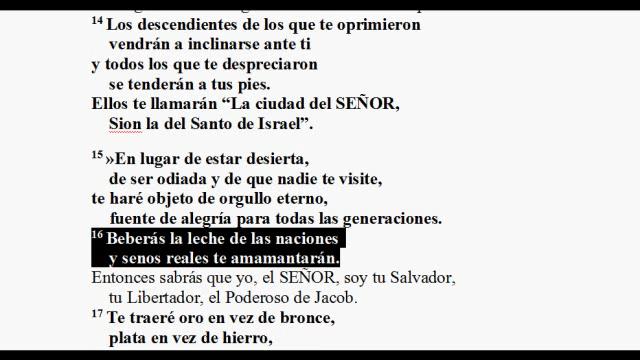 14 Los descendientes de los que te oprimieron
vendrán a inclinarse ante ti
y todos los que te despreciaron
se tenderán a tus pies.
Ellos te llamarán “La ciudad del SEÑOR,
Sion la del Santo de Israel”.
15 »En lugar de estar desierta,
de ser odiada y de que nadie te visite,
te haré objeto de orgullo eterno,
fuente de alegría para todas las generaciones.
16 Beberás la leche de las naciones
y senos reales te amamantarán.
Entonces sabrás que yo, el SEÑOR, soy tu Salvador,
tu Libertador, el Poderoso de Jacob.
17 Te traeré oro en vez de bronce,
plata en vez de hierro,